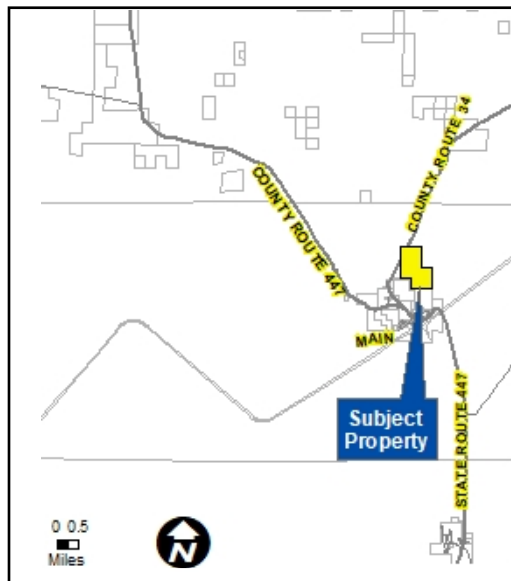 COUNTY ROUTE 34
COUNTY ROUTE 447
MAIN
Subject
Property
STATE ROUTE 447
0 0.5
Miles
N